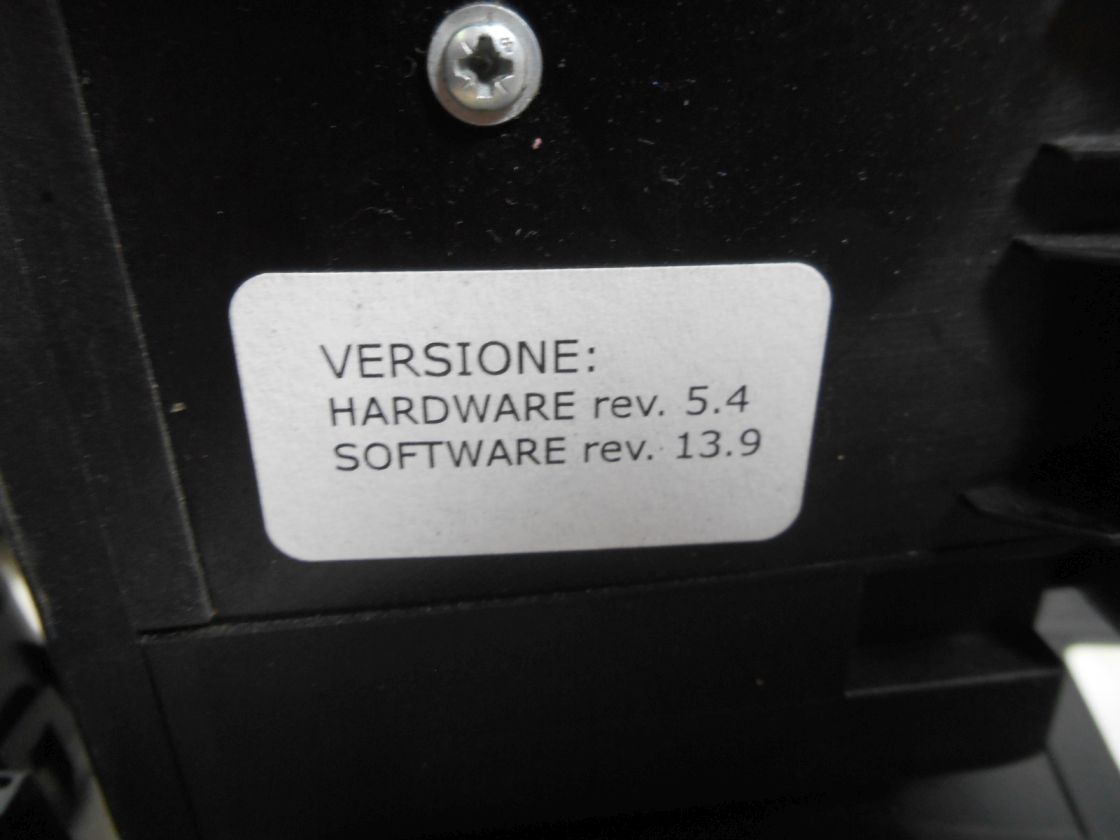 VERSIONE:
HARDWARE rev. 5.4
SOFTWARE rev. 13.9